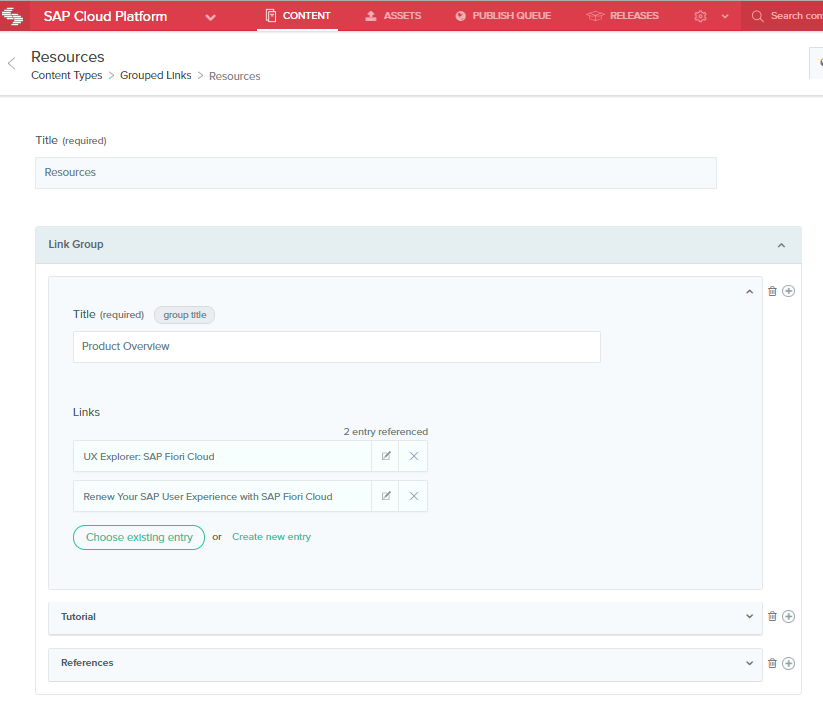 SAP Cloud Platform CONTENT ASSETS PUBLISH QUEUE RELEASES Search
Resources
Content Types > Grouped Links > Resources
Title (required)
Resources
Link Group
Title (required) group title
Product Overview
Links
2 entry referenced
UX Explorer: SAP Fiori Cloud
Renew Your SAP User Experience with SAP Fiori Cloud
Choose existing entry or Create new entry
Tutorial
References